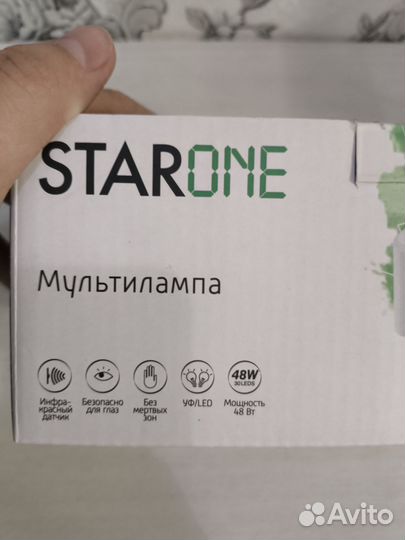 STARONE
Мультилампа
48W
30LEDS
Инфра-
красный
датчик
Безопасно
для глаз
Без
мертвых
зон
УФ/LED
Мощность
48 Вт
Avito